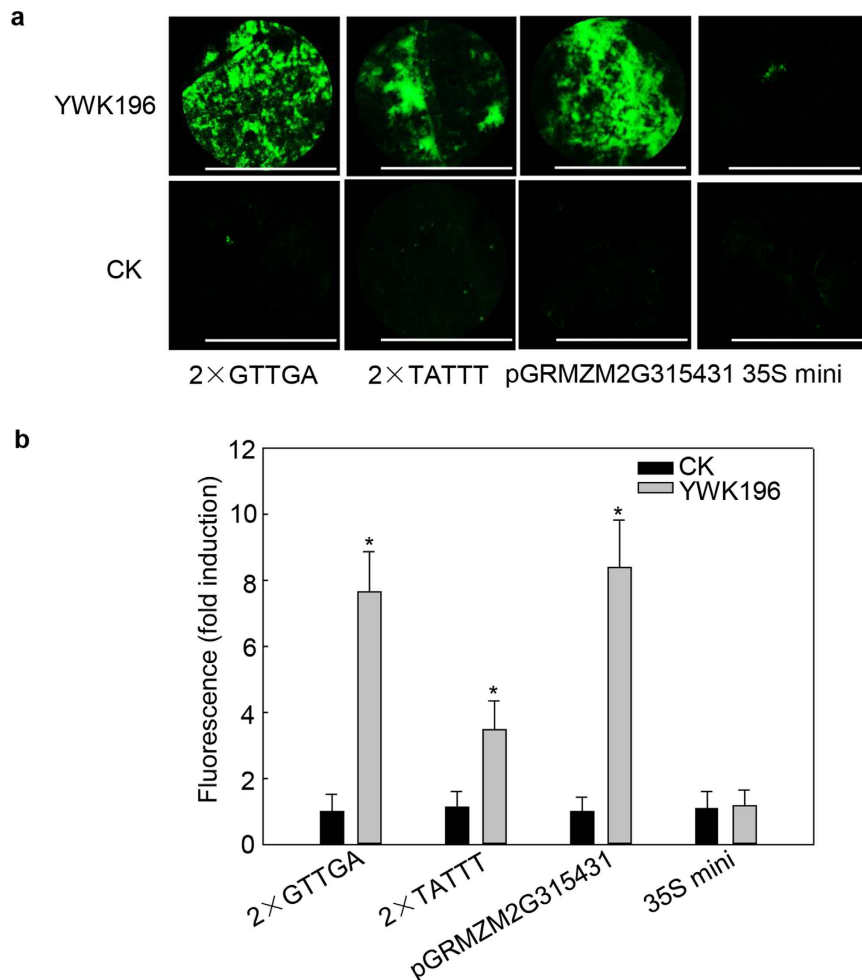 a
YWK196
CK
2×GTTGA 2×TATTT pGRMZM2G315431 35S mini
b
Fluorescence (fold induction)
12
10
8
6
4
2
0
CK
YWK196
*
*
*
2×GTTGA
2×TATTT
pGRMZM2G315431
35S mini